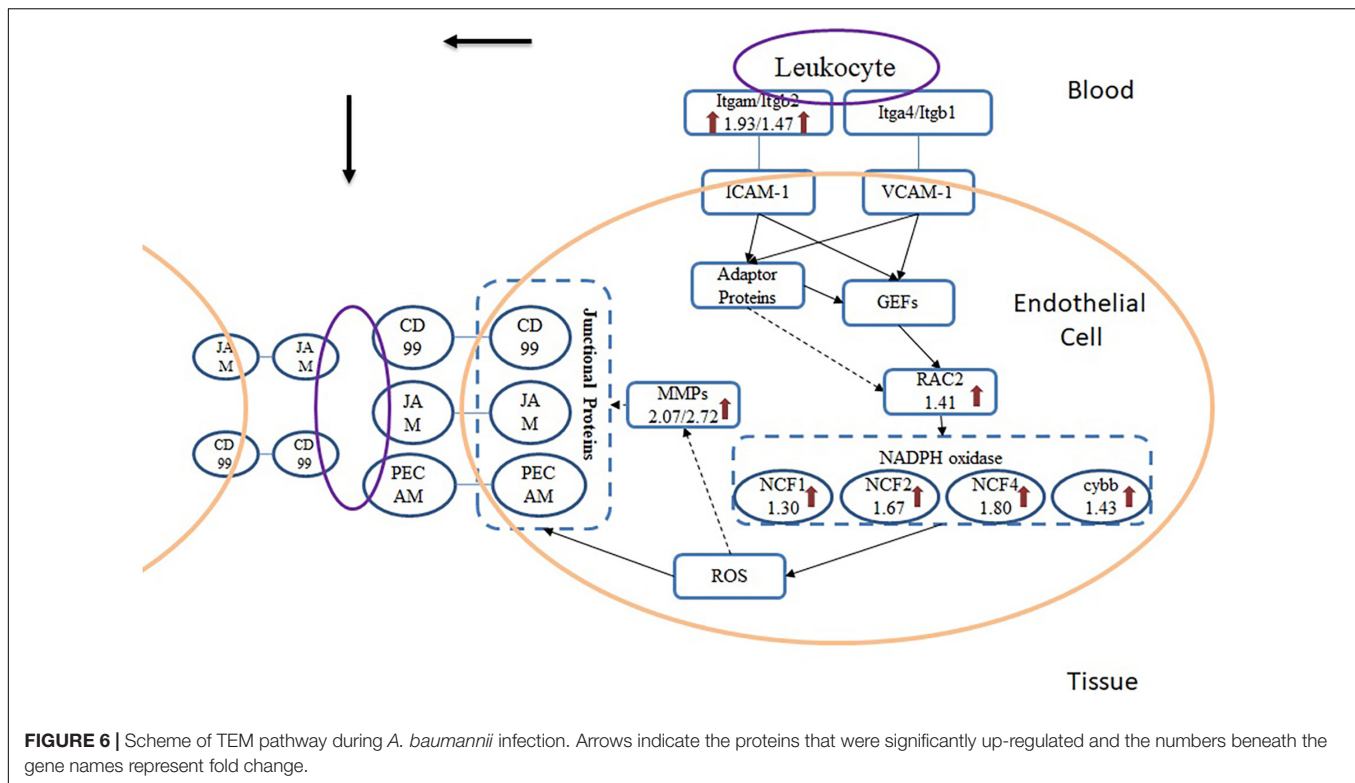 Leukocyte
Blood
Itgam/Itgb2
1.93/1.47
Itga4/Itgb1
ICAM-1
VCAM-1
Adaptor
Proteins
GEFs
Endothelial
Cell
RAC2
1.41
NADPH oxidase
NCF1
1.30
NCF2
1.67
NCF4
1.80
cybb
1.43
ROS
MMPs
2.07/2.72
Junctional Proteins
CD
99
JA
M
PEC
AM
CD
99
JA
M
PEC
AM
JA
M
JA
M
CD
99
CD
99
Tissue
FIGURE 6 | Scheme of TEM pathway during A. baumannii infection. Arrows indicate the proteins that were significantly up-regulated and the numbers beneath the
gene names represent fold change.